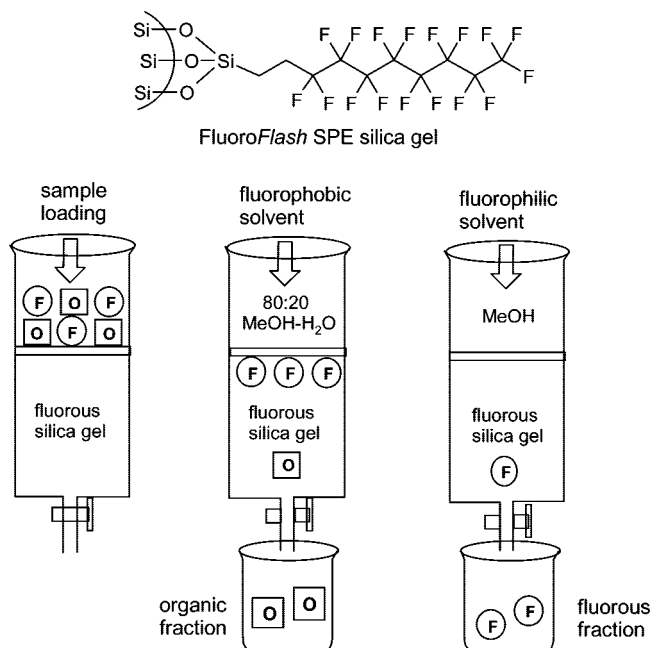 F F F F F F F F
Si-O
Si-O-Si
F
Si-O
F F F F F F F F
FluoroFlash SPE silica gel
sample
loading
F O F
O F O
fluorous
silica gel
fluorophobic
solvent
80:20
MeOH-H₂O
F F F
fluorous
silica gel
O
organic
fraction
O O
fluorophilic
solvent
MeOH
fluorous
silica gel
F
F F
fluorous
fraction